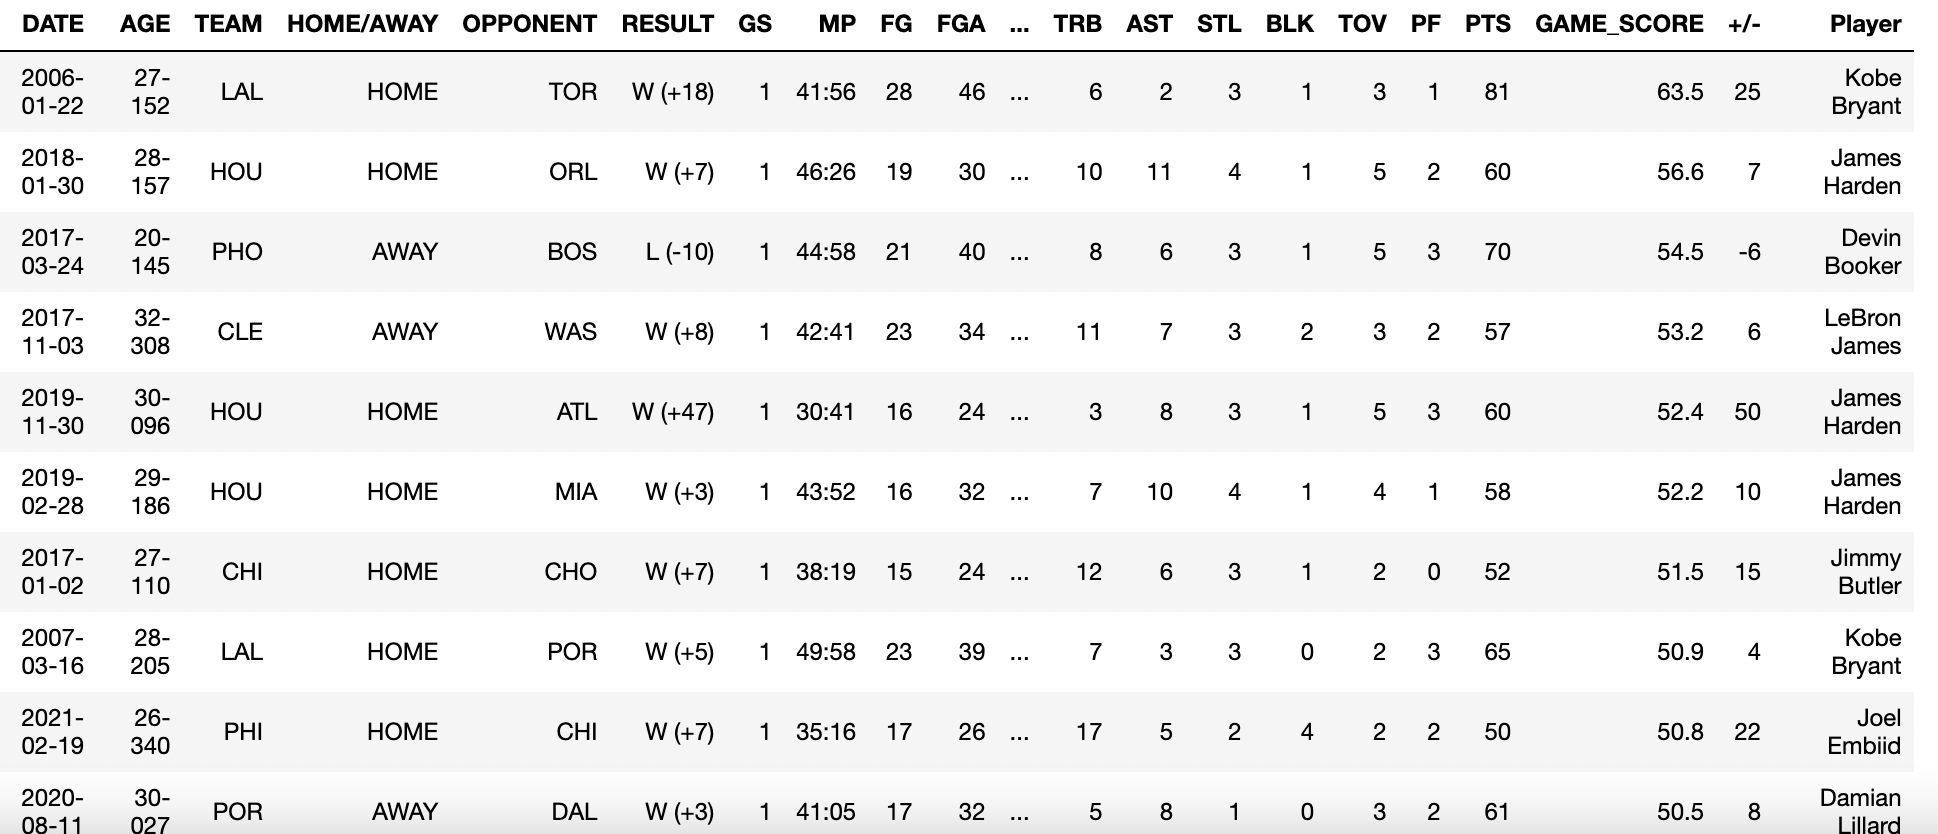 DATE AGE TEAM HOME/AWAY OPPONENT RESULT GS MP FG FGA ... TRB AST STL BLK TOV PF PTS GAME_SCORE +/- Player
2006-01-22 27-152 LAL HOME TOR W (+18) 1 41:56 28 46 ... 6 2 3 1 3 1 81 63.5 25 Kobe Bryant
2018-01-30 28-157 HOU HOME ORL W (+7) 1 46:26 19 30 ... 10 11 4 1 5 2 60 56.6 7 James Harden
2017-03-24 20-145 PHO AWAY BOS L (-10) 1 44:58 21 40 ... 8 6 3 1 5 3 70 54.5 -6 Devin Booker
2017-11-03 32-308 CLE AWAY WAS W (+8) 1 42:41 23 34 ... 11 7 3 2 3 2 57 53.2 6 LeBron James
2019-11-30 30-096 HOU HOME ATL W (+47) 1 30:41 16 24 ... 3 8 3 1 5 3 60 52.4 50 James Harden
2019-02-28 29-186 HOU HOME MIA W (+3) 1 43:52 16 32 ... 7 10 4 1 4 1 58 52.2 10 James Harden
2017-01-02 27-110 CHI HOME CHO W (+7) 1 38:19 15 24 ... 12 6 3 1 2 0 52 51.5 15 Jimmy Butler
2007-03-16 28-205 LAL HOME POR W (+5) 1 49:58 23 39 ... 7 3 3 0 2 3 65 50.9 4 Kobe Bryant
2021-02-19 26-340 PHI HOME CHI W (+7) 1 35:16 17 26 ... 17 5 2 4 2 2 50 50.8 22 Joel Embiid
2020-08-11 30-027 POR AWAY DAL W (+3) 1 41:05 17 32 ... 5 8 1 0 3 2 61 50.5 8 Damian Lillard